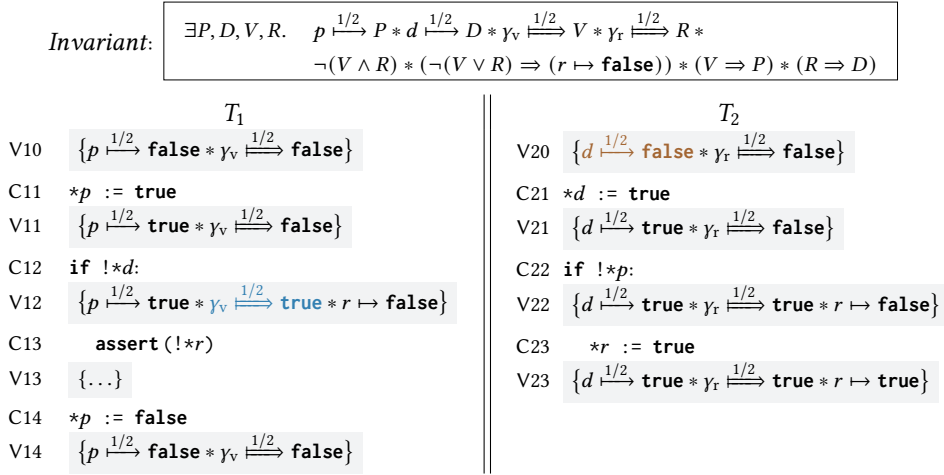 Invariant: ∃P, D, V, R. p ↦^{1/2} P * d ↦^{1/2} D * γ_v ⤇^{1/2} V * γ_r ⤇^{1/2} R *
¬(V ∧ R) * (¬(V ∨ R) ⇒ (r ↦ false)) * (V ⇒ P) * (R ⇒ D)
T_1
V10 {p ↦^{1/2} false * γ_v ⤇^{1/2} false}
C11 *p := true
V11 {p ↦^{1/2} true * γ_v ⤇^{1/2} false}
C12 if !*d:
V12 {p ↦^{1/2} true * γ_v ⤇^{1/2} true * r ↦ false}
C13 assert(!*r)
V13 {...}
C14 *p := false
V14 {p ↦^{1/2} false * γ_v ⤇^{1/2} false}
T_2
V20 {d ↦^{1/2} false * γ_r ⤇^{1/2} false}
C21 *d := true
V21 {d ↦^{1/2} true * γ_r ⤇^{1/2} false}
C22 if !*p:
V22 {d ↦^{1/2} true * γ_r ⤇^{1/2} true * r ↦ false}
C23 *r := true
V23 {d ↦^{1/2} true * γ_r ⤇^{1/2} true * r ↦ true}